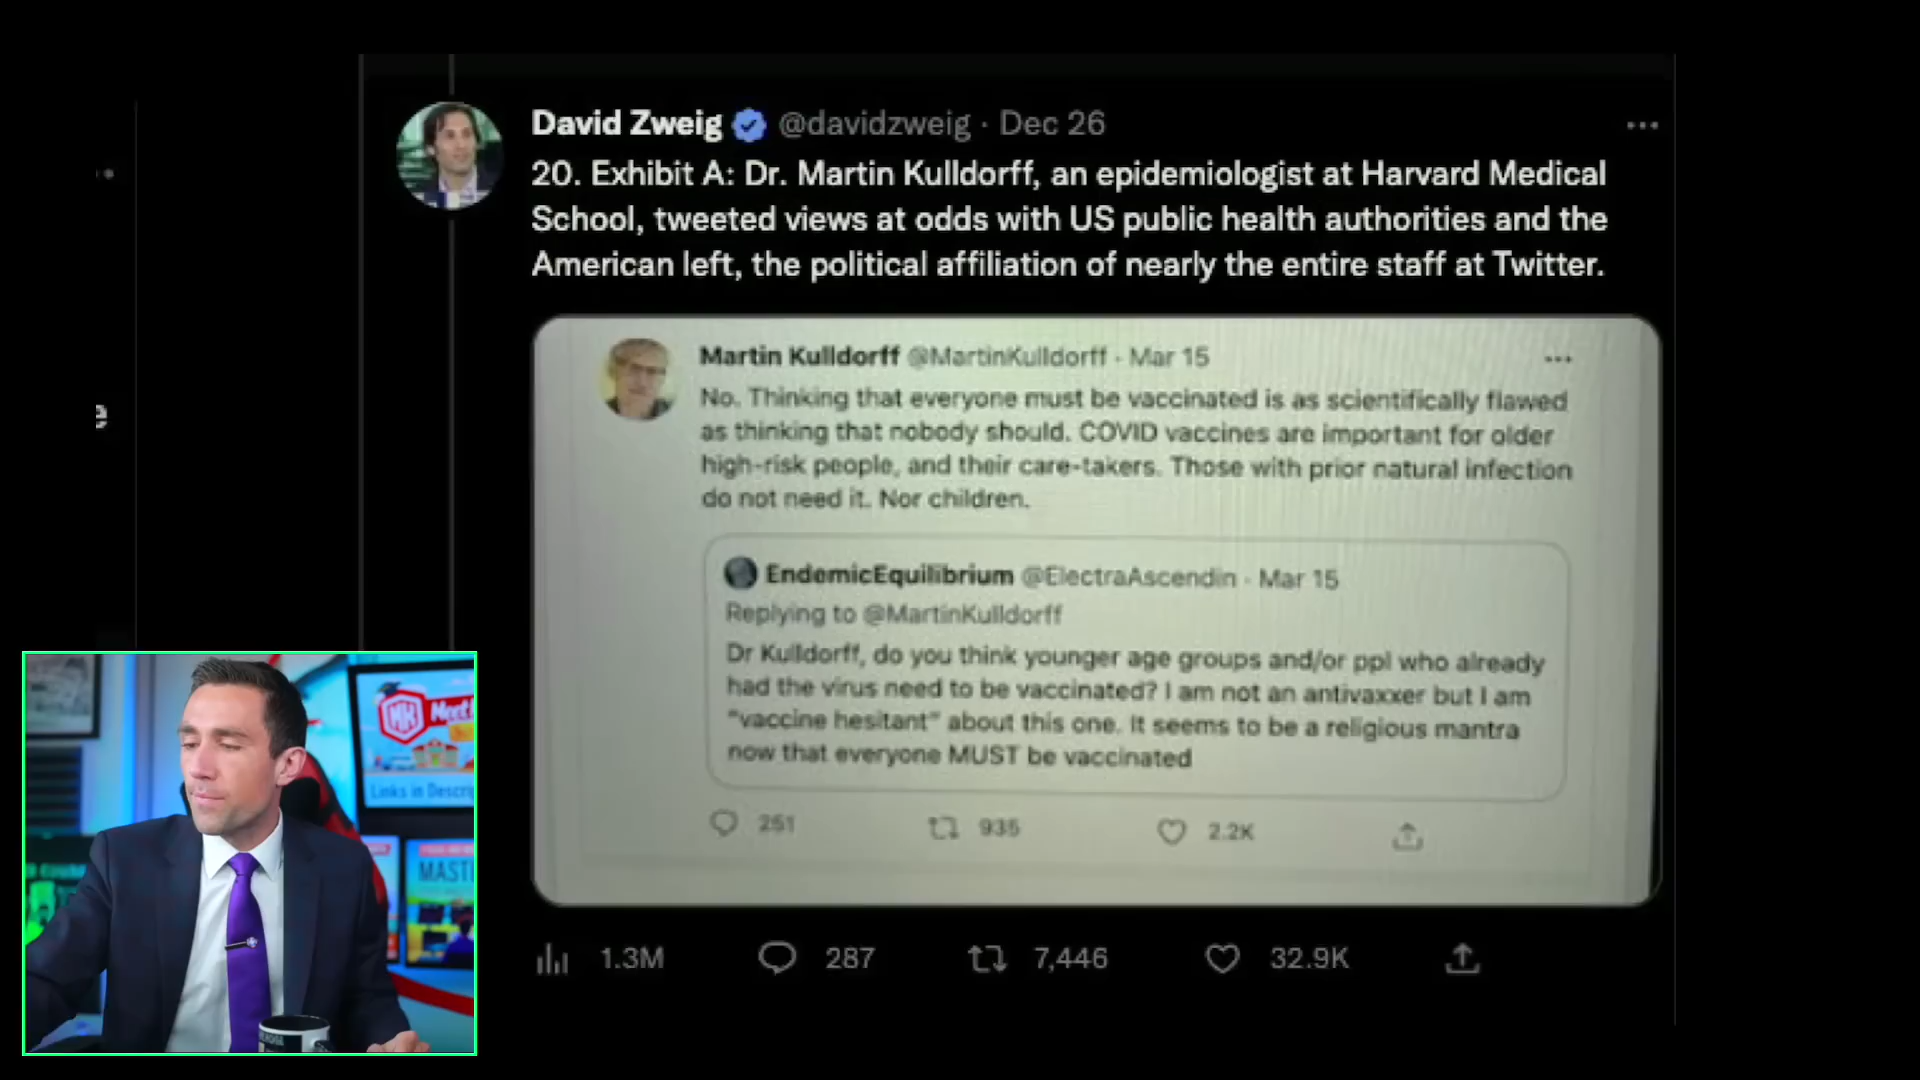 David Zweig @davidzweig · Dec 26
20. Exhibit A: Dr. Martin Kulldorff, an epidemiologist at Harvard Medical
School, tweeted views at odds with US public health authorities and the
American left, the political affiliation of nearly the entire staff at Twitter.
Martin Kulldorff @MartinKulldorff · Mar 15
No. Thinking that everyone must be vaccinated is as scientifically flawed
as thinking that nobody should. COVID vaccines are important for older
high-risk people, and their care-takers. Those with prior natural infection
do not need it. Nor children.
EndemicEquilibrium @ElectraAscendin · Mar 15
Replying to @MartinKulldorff
Dr Kulldorff, do you think younger age groups and/or ppl who already
had the virus need to be vaccinated? I am not an antivaxxer but I am
"vaccine hesitant" about this one. It seems to be a religious mantra
now that everyone MUST be vaccinated
251 935 2.2K
1.3M 287 7,446 32.9K
e
MK Meet
Links in Descri
MAST